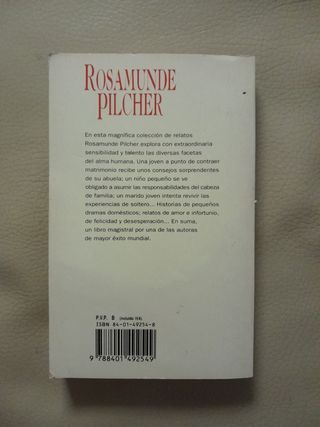 ROSAMUNDE
PILCHER
En esta magnífica colección de relatos
Rosamunde Pilcher explora con extraordinaria
sensibilidad y talento las diversas facetas
del alma humana. Una joven a punto de contraer
matrimonio recibe unos consejos sorprendentes
de su abuela; un niño pequeño se ve
obligado a asumir las responsabilidades del cabeza
de familia; un marido joven intenta revivir las
experiencias de soltero... Historias de pequeños
dramas domésticos; relatos de amor e infortunio,
de felicidad y desesperación... En suma,
un libro magistral por una de las autoras
de mayor éxito mundial.
P.V.P. 8 (incluido IVA)
ISBN 84-01-49254-8
9 788401 492549